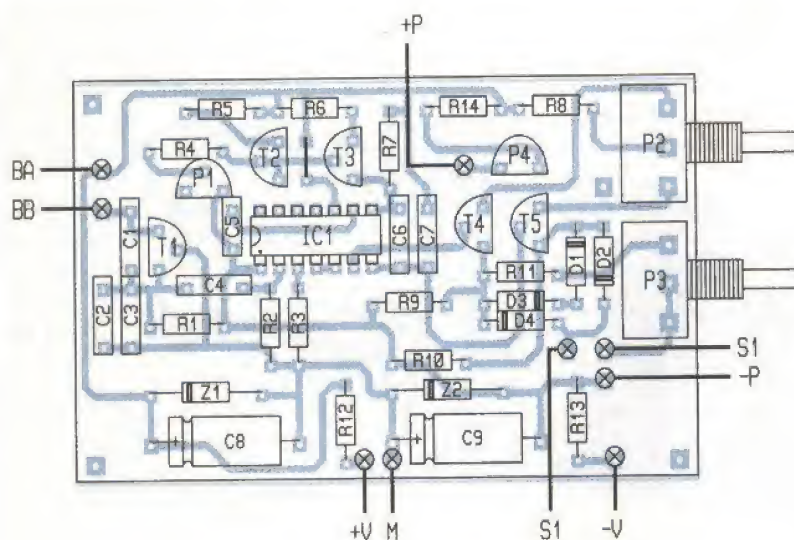 +P
R5
R6
R14
R8
R4
T2
T3
R7
P4
P2
BA
P1
BB
C1
T1
C5
IC1
C6
C7
T4
T5
D1
D2
P3
R11
C2
C3
C4
R1
R2
R3
R9
D3
D4
R10
S1
-P
Z1
Z2
R12
R13
+
C8
+
C9
+V
M
S1
-V